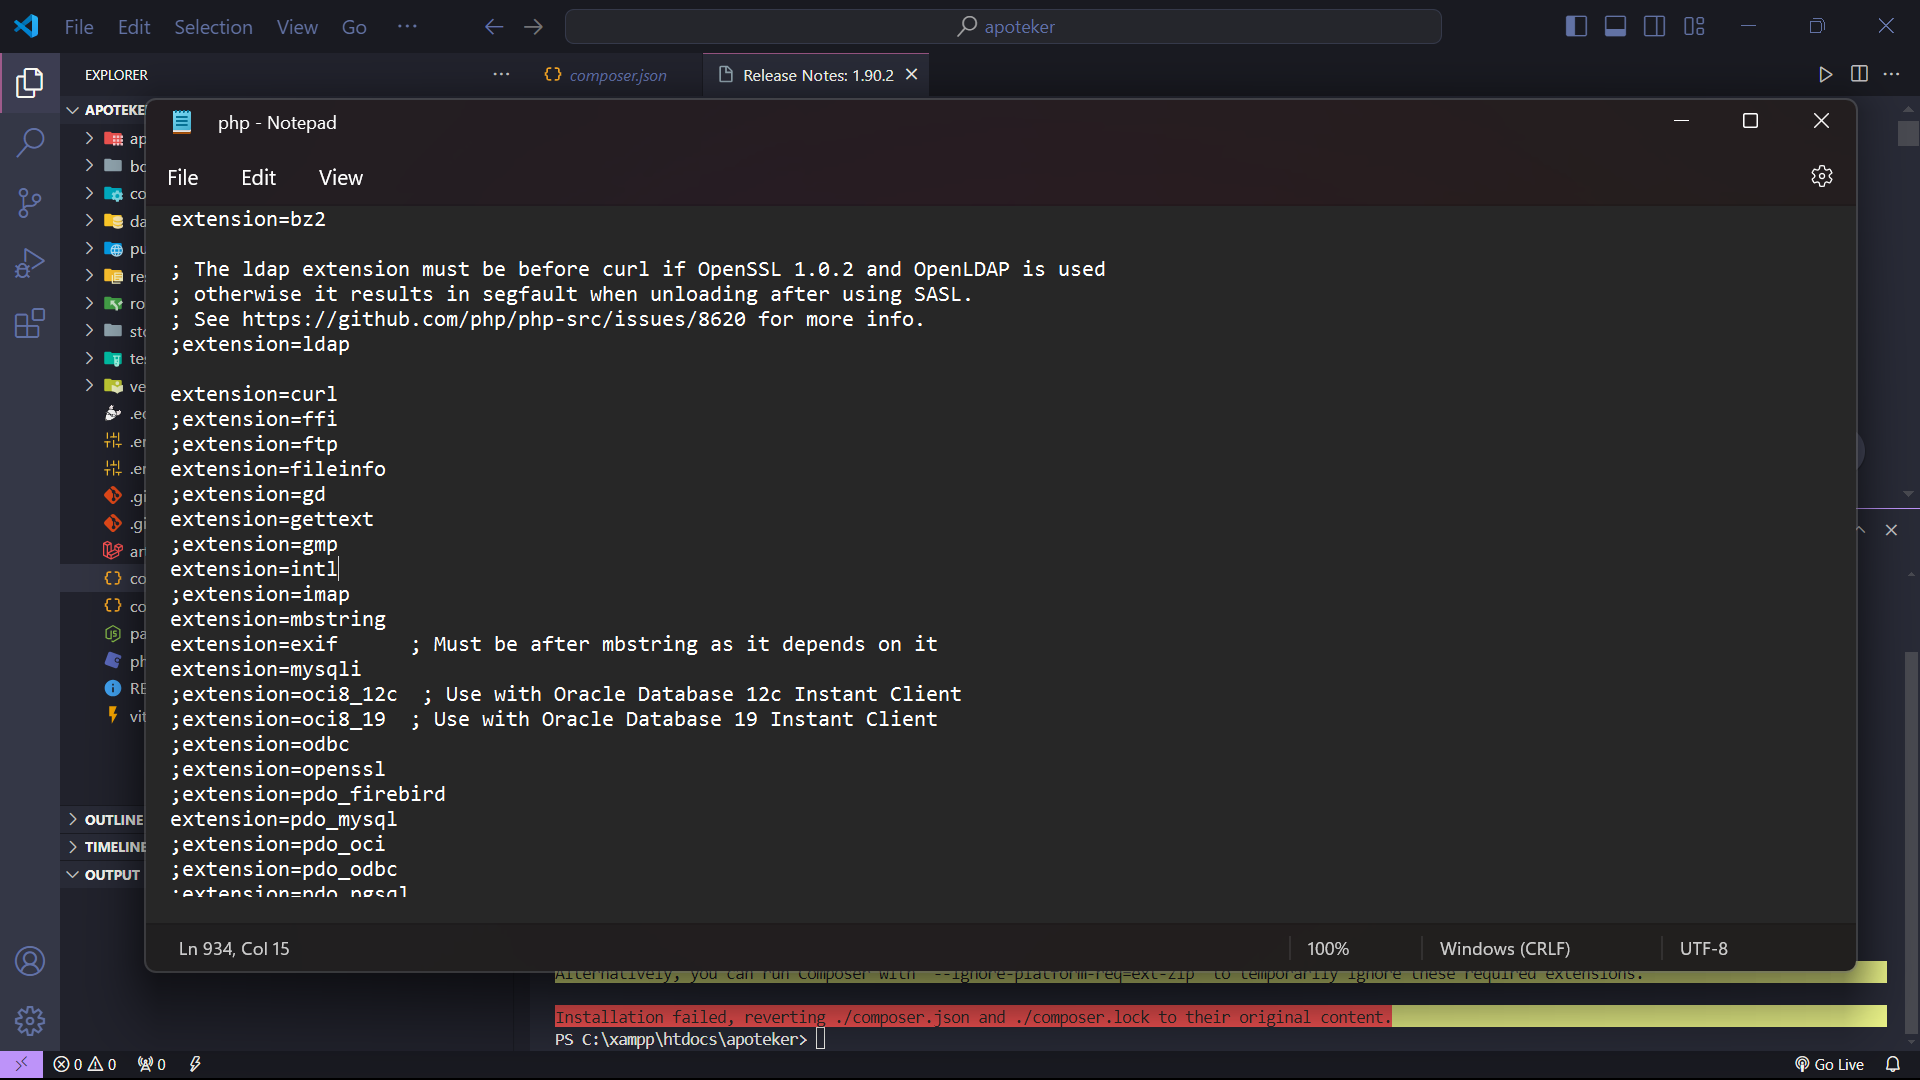 File Edit Selection View Go ···
apoteker
EXPLORER
composer.json
Release Notes: 1.90.2
APOTEKE
ap
bo
co
da
pu
re
ro
sto
te
ve
.ed
.en
.en
.gi
.gi
ar
co
co
pa
ph
RE
vit
OUTLINE
TIMELINE
OUTPUT
php - Notepad
File Edit View
extension=bz2
; The ldap extension must be before curl if OpenSSL 1.0.2 and OpenLDAP is used
; otherwise it results in segfault when unloading after using SASL.
; See https://github.com/php/php-src/issues/8620 for more info.
;extension=ldap
extension=curl
;extension=ffi
;extension=ftp
extension=fileinfo
;extension=gd
extension=gettext
;extension=gmp
extension=intl
;extension=imap
extension=mbstring
extension=exif      ; Must be after mbstring as it depends on it
extension=mysqli
;extension=oci8_12c  ; Use with Oracle Database 12c Instant Client
;extension=oci8_19  ; Use with Oracle Database 19 Instant Client
;extension=odbc
;extension=openssl
;extension=pdo_firebird
extension=pdo_mysql
;extension=pdo_oci
;extension=pdo_odbc
;extension=pdo_pgsql
Ln 934, Col 15
100%
Windows (CRLF)
UTF-8
Alternatively, you can run Composer with `--ignore-platform-req=ext-zip` to temporarily ignore these required extensions.
Installation failed, reverting ./composer.json and ./composer.lock to their original content.
PS C:\xampp\htdocs\apoteker>
0 0 0
Go Live